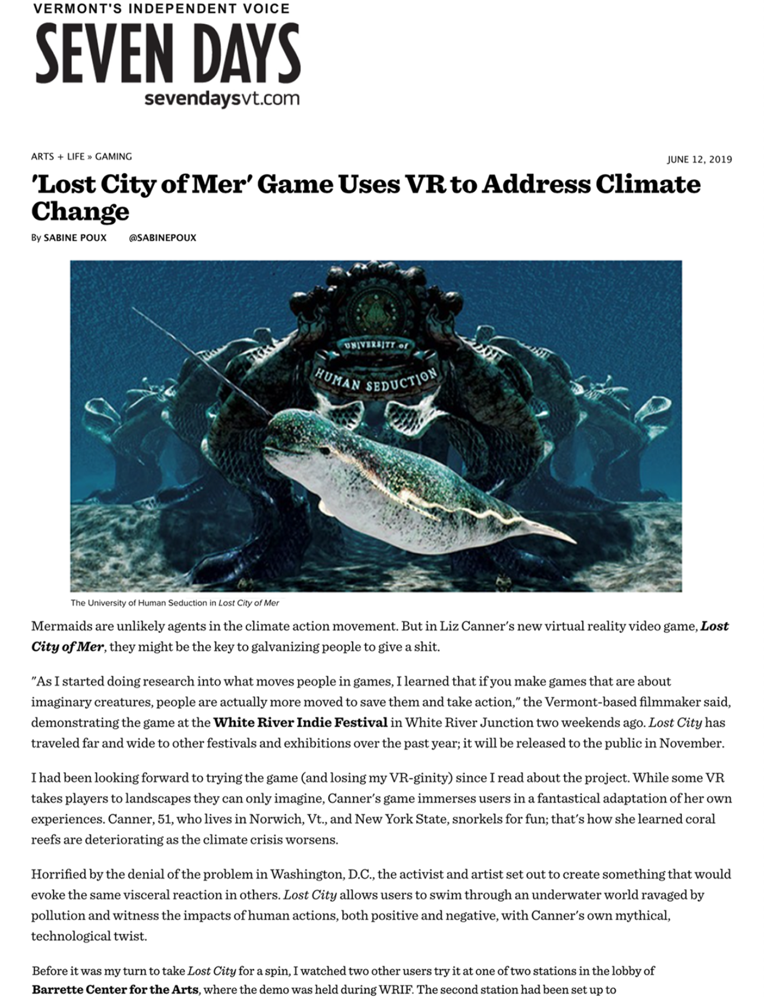 VERMONT'S INDEPENDENT VOICE
SEVEN DAYS
sevendaysvt.com
ARTS + LIFE » GAMING
JUNE 12, 2019
'Lost City of Mer' Game Uses VR to Address Climate
Change
By SABINE POUX @SABINEPOUX
UNIVERSITY of
HUMAN SEDUCTION
The University of Human Seduction in Lost City of Mer
Mermaids are unlikely agents in the climate action movement. But in Liz Canner's new virtual reality video game, Lost
City of Mer, they might be the key to galvanizing people to give a shit.
"As I started doing research into what moves people in games, I learned that if you make games that are about
imaginary creatures, people are actually more moved to save them and take action," the Vermont-based filmmaker said,
demonstrating the game at the White River Indie Festival in White River Junction two weekends ago. Lost City has
traveled far and wide to other festivals and exhibitions over the past year; it will be released to the public in November.
I had been looking forward to trying the game (and losing my VR-ginity) since I read about the project. While some VR
takes players to landscapes they can only imagine, Canner's game immerses users in a fantastical adaptation of her own
experiences. Canner, 51, who lives in Norwich, Vt., and New York State, snorkels for fun; that's how she learned coral
reefs are deteriorating as the climate crisis worsens.
Horrified by the denial of the problem in Washington, D.C., the activist and artist set out to create something that would
evoke the same visceral reaction in others. Lost City allows users to swim through an underwater world ravaged by
pollution and witness the impacts of human actions, both positive and negative, with Canner's own mythical,
technological twist.
Before it was my turn to take Lost City for a spin, I watched two other users try it at one of two stations in the lobby of
Barrette Center for the Arts, where the demo was held during WRIF. The second station had been set up to